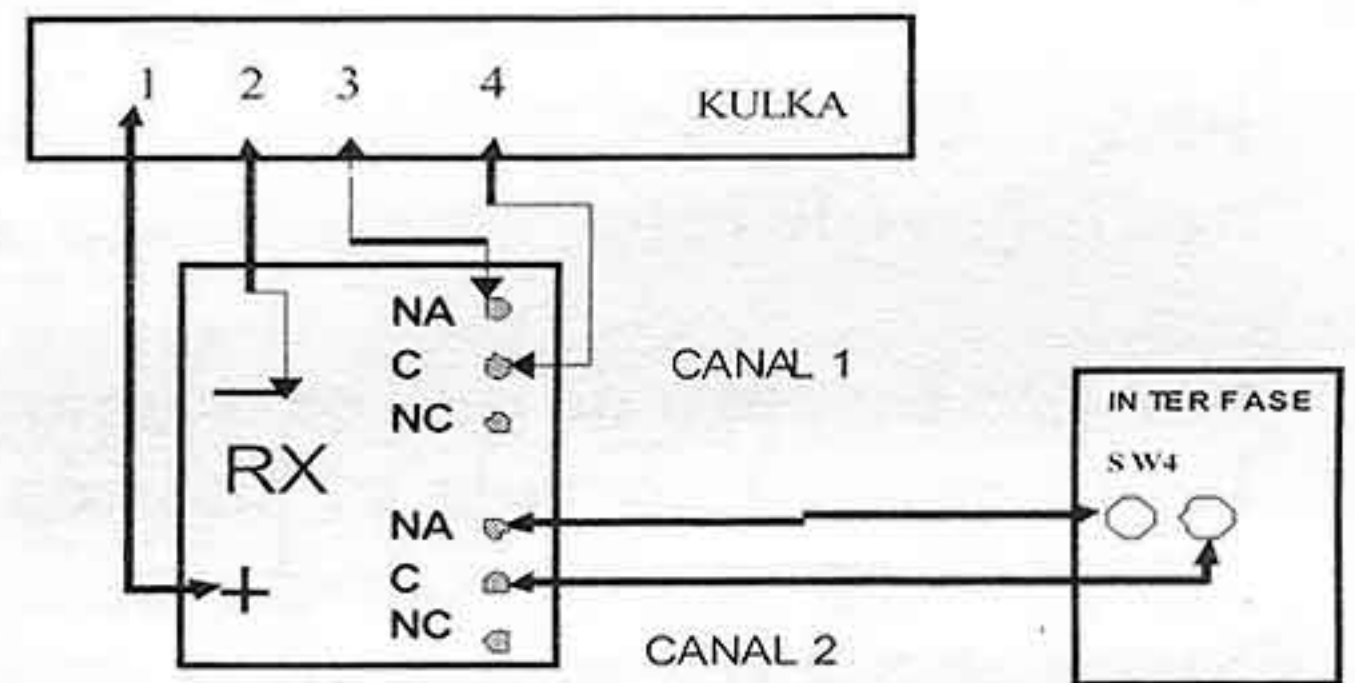 1 2 3 4 KULKA
NA
C CANAL 1
NC
INTERFASE
SW4
— RX
NA
+ C
NC
CANAL 2